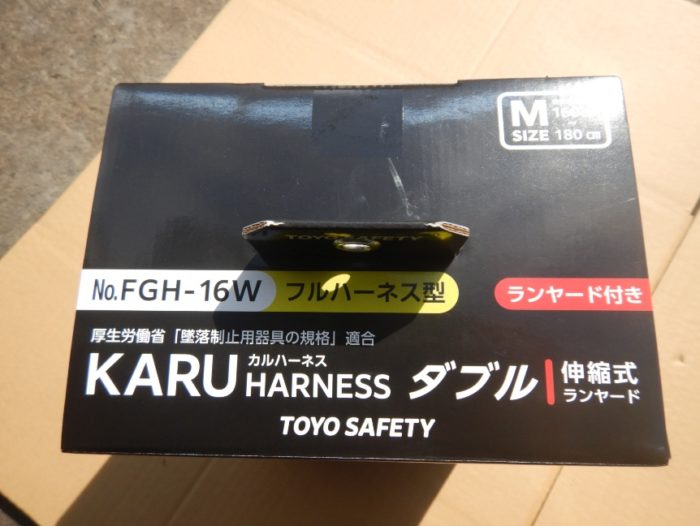 M
SIZE 180cm
TOYO SAFETY
No.FGH-16W フルハーネス型 ランヤード付き
厚生労働省「墜落制止用器具の規格」適合
カルハーネス
KARU HARNESS ダブル 伸縮式
ランヤード
TOYO SAFETY